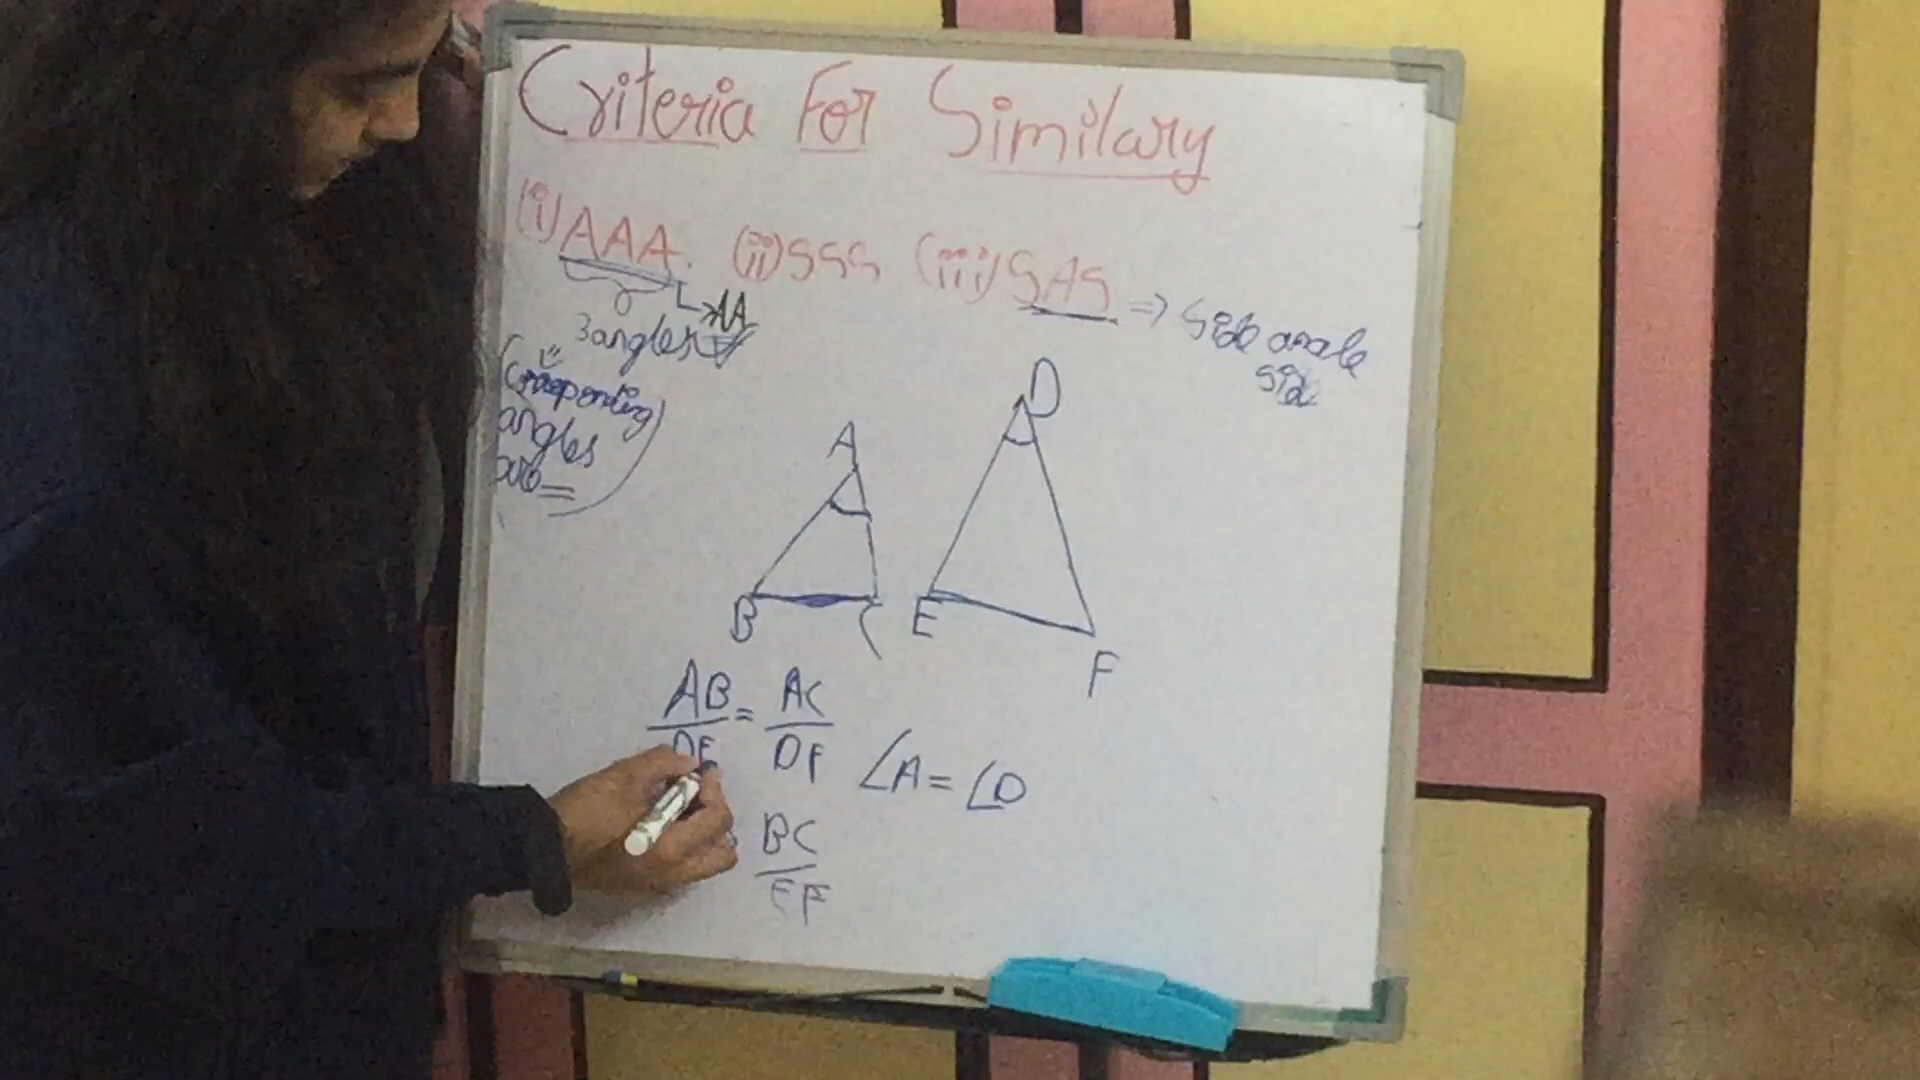 Criteria For Similary
(i) AAA. (ii) SSS (iii) SAS => Side angle
side
↳ AA
3 angles
(Corresponding
angles
are =)
A
D
B
C
E
F
AB/DE = AC/DF ∠A = ∠D
BC/EF